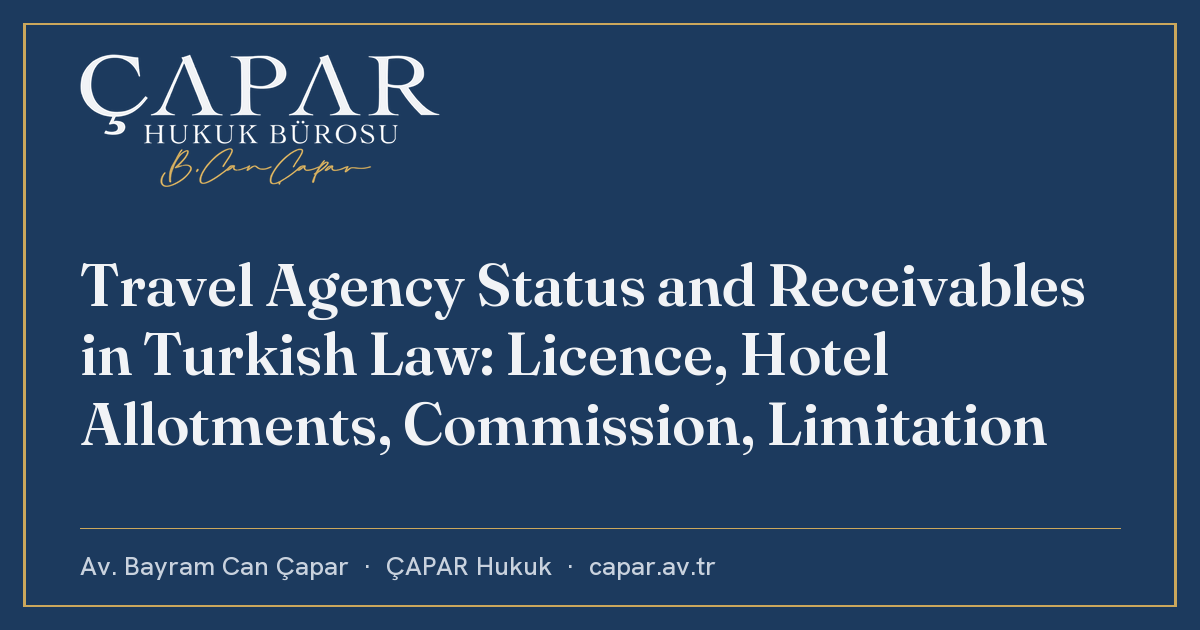 ÇAPAR
HUKUK BÜROSU
B.Can Çapar
Travel Agency Status and Receivables
in Turkish Law: Licence, Hotel
Allotments, Commission, Limitation
Av. Bayram Can Çapar · ÇAPAR Hukuk · capar.av.tr